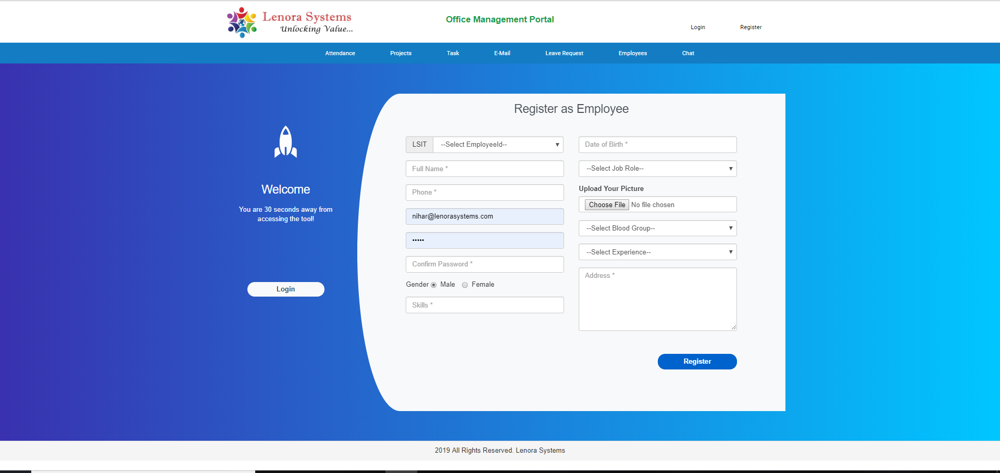 Lenora Systems
Unlocking Value...
Office Management Portal
Login
Register
Attendance
Projects
Task
E-Mail
Leave Request
Employees
Chat
Welcome
You are 30 seconds away from
accessing the tool!
Login
Register as Employee
LSIT
--Select EmployeeId--
Full Name *
Phone *
nihar@lenorasystems.com
•••••
Confirm Password *
Gender Male Female
Skills *
Date of Birth *
--Select Job Role--
Upload Your Picture
Choose File No file chosen
--Select Blood Group--
--Select Experience--
Address *
Register
2019 All Rights Reserved. Lenora Systems